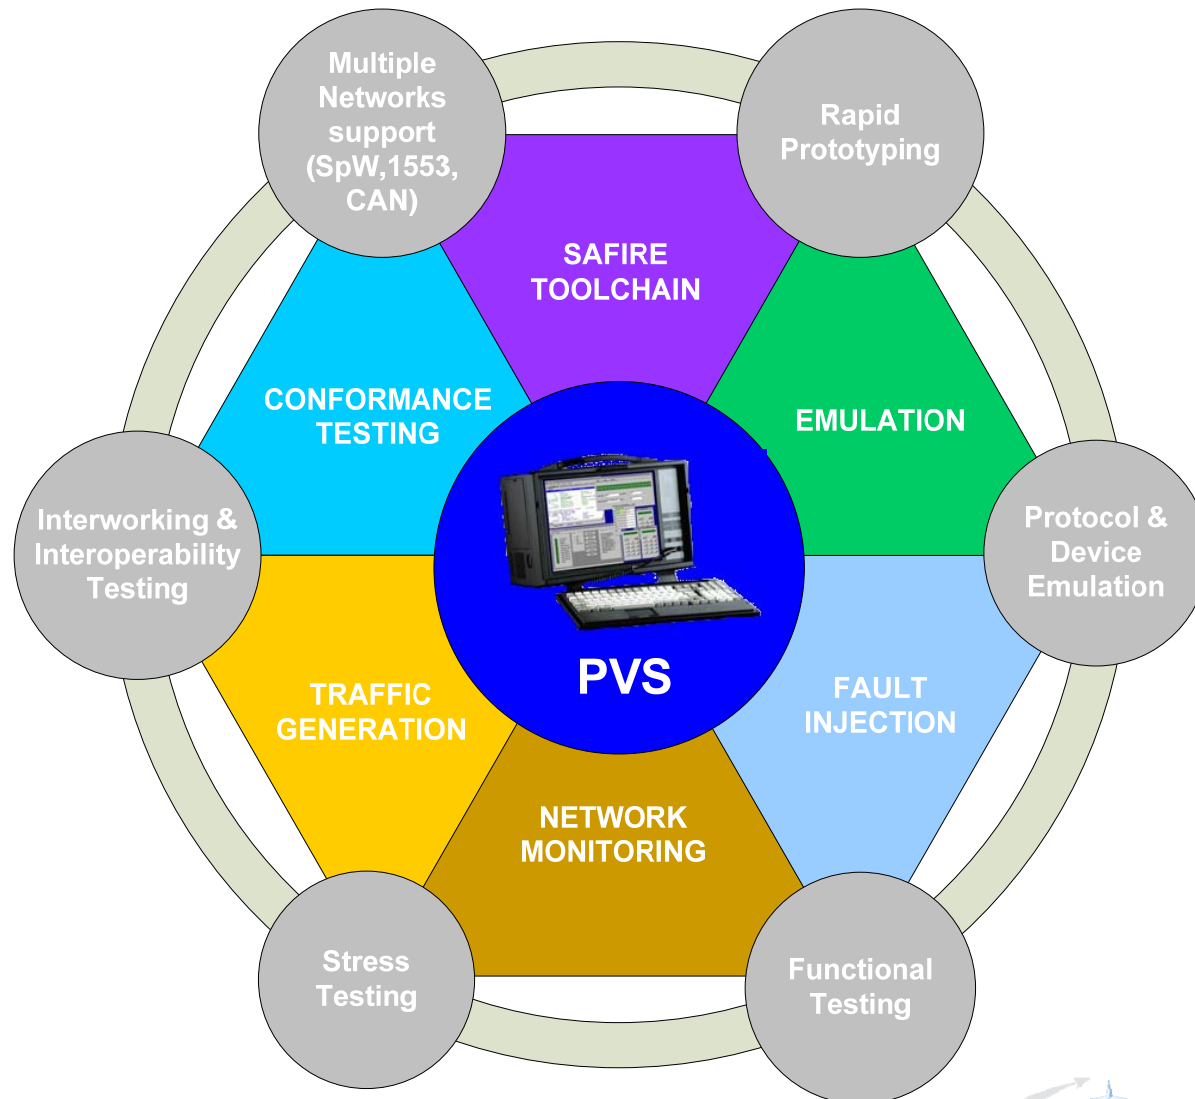 Multiple
Networks
support
(SpW,1553,
CAN)
Rapid
Prototyping
SAFIRE
TOOLCHAIN
CONFORMANCE
TESTING
EMULATION
Interworking &
Interoperability
Testing
Protocol &
Device
Emulation
PVS
TRAFFIC
GENERATION
FAULT
INJECTION
NETWORK
MONITORING
Stress
Testing
Functional
Testing